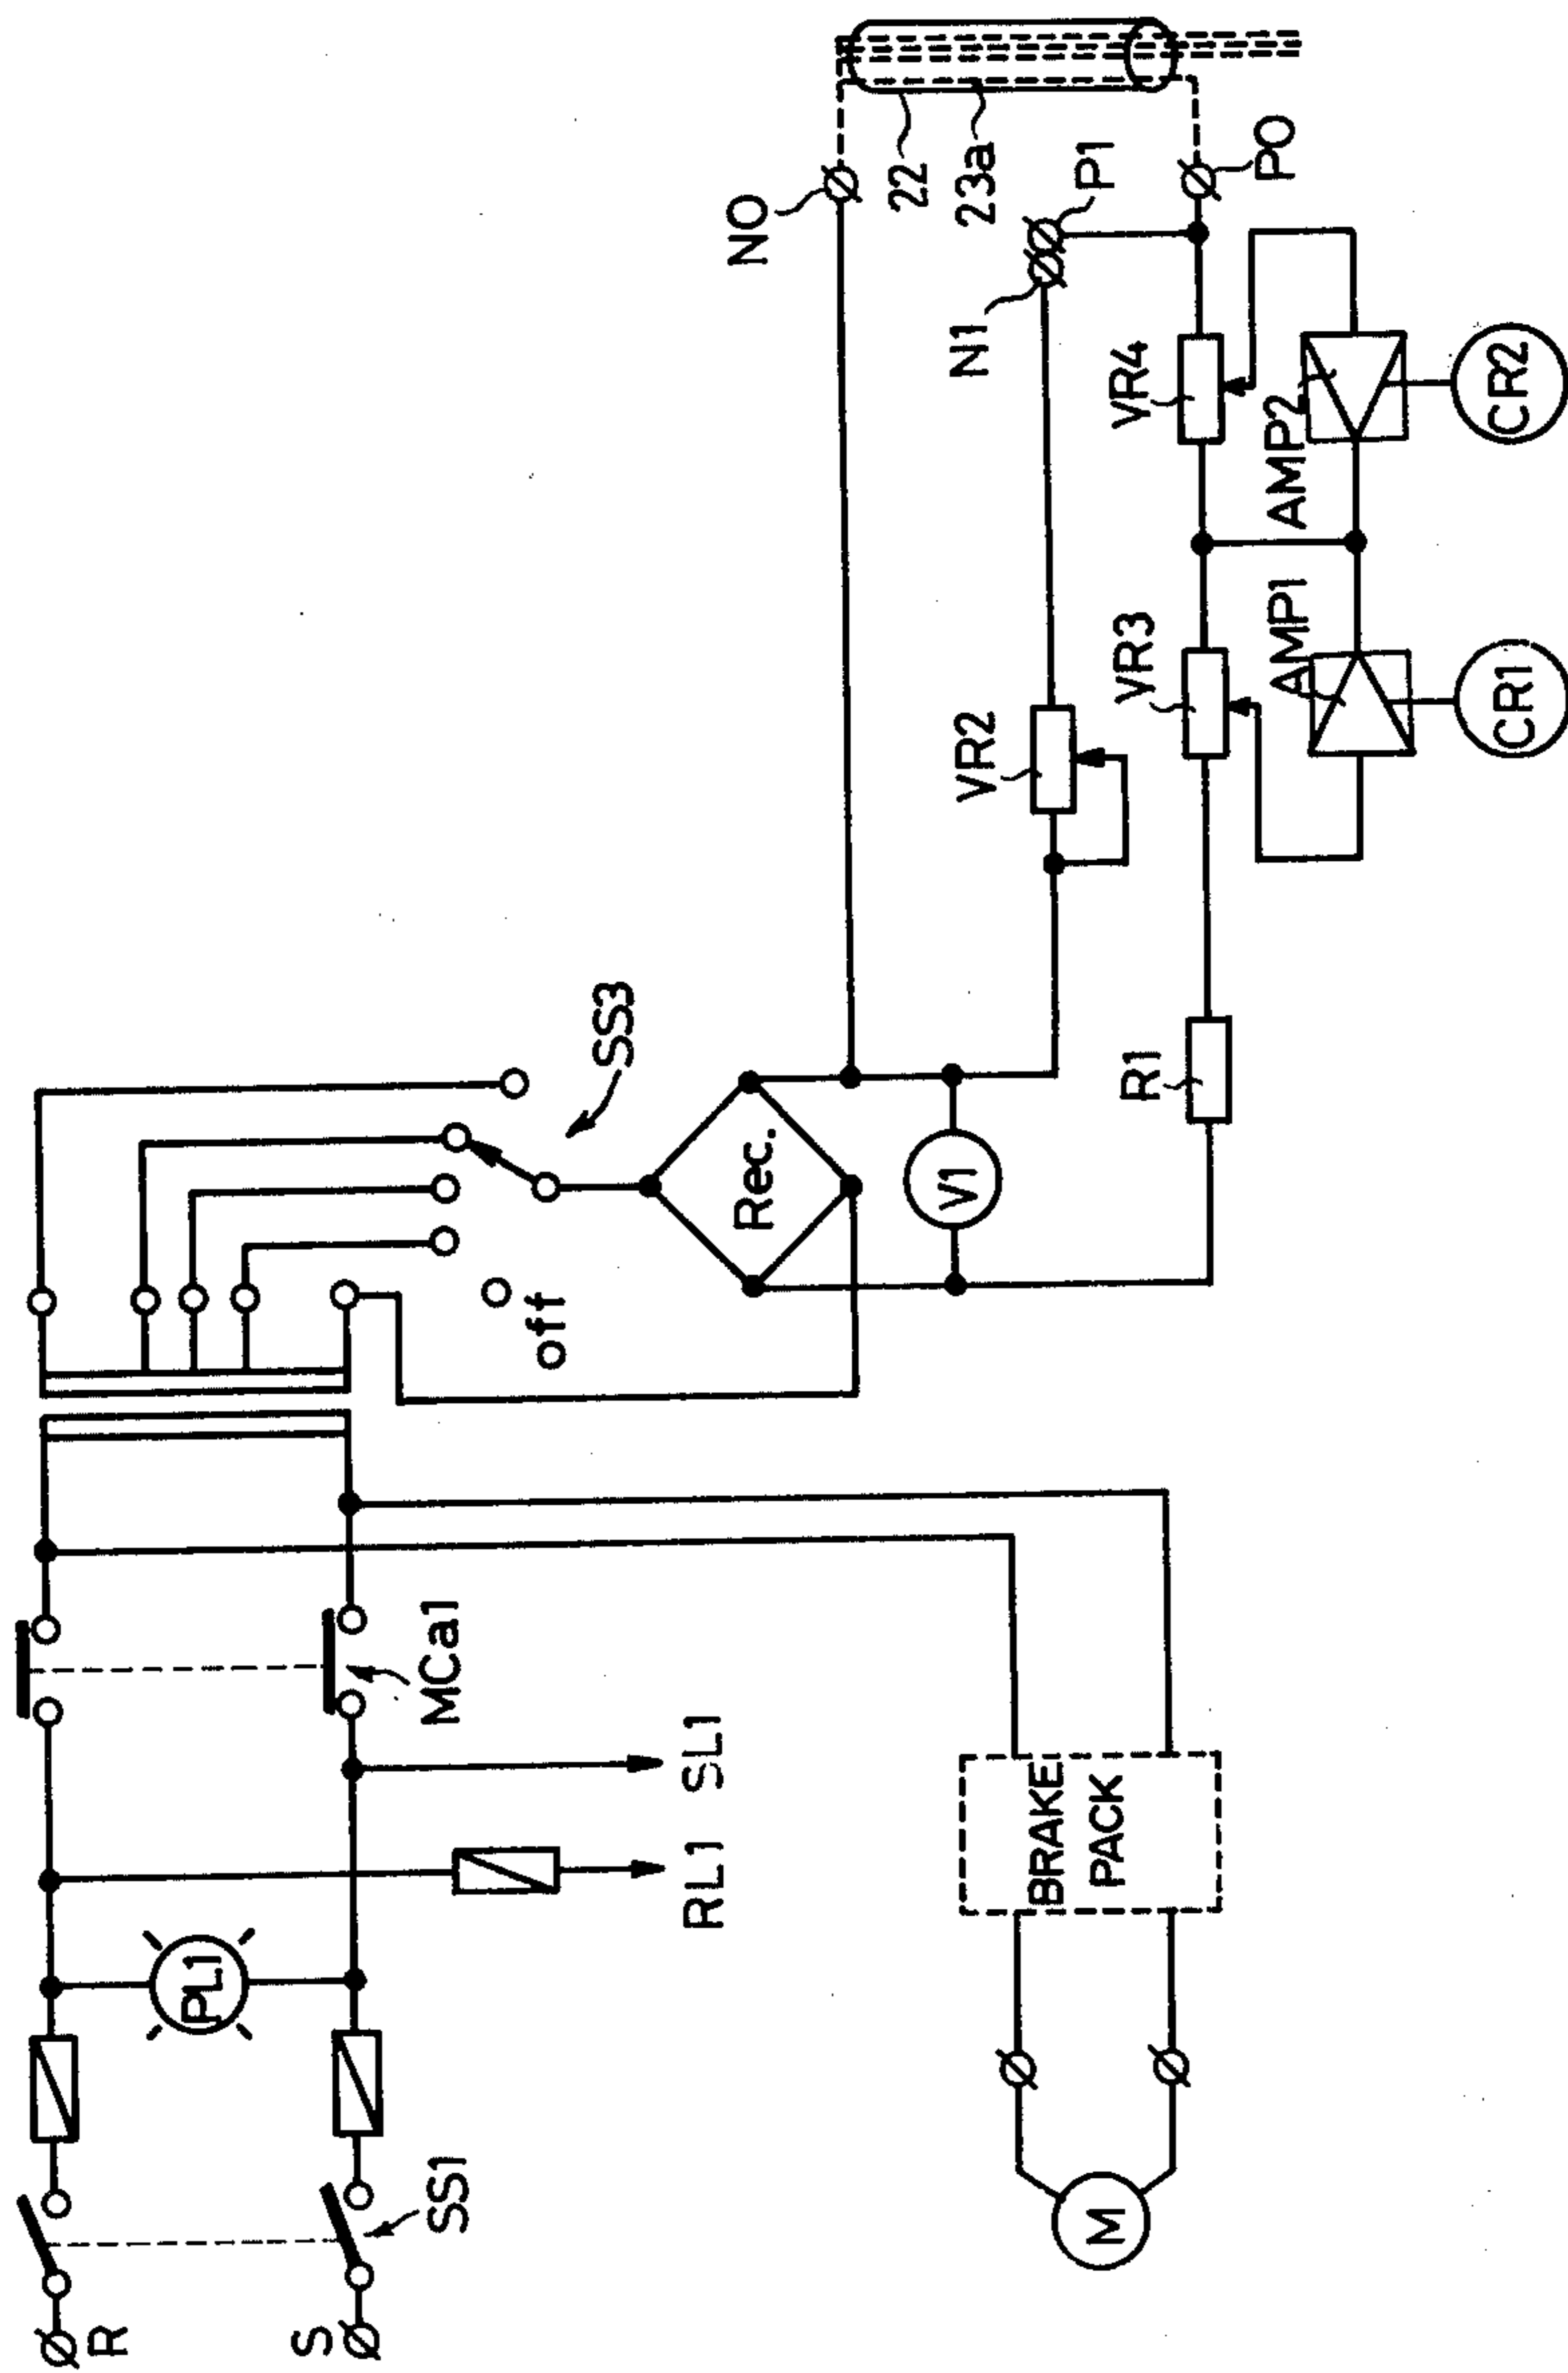 R
S
SS1
PL1
RL1
SL1
MCa1
M
BRAKE
PACK
off
SS3
Rec.
V1
R1
VR2
VR3
VR4
AMP1
AMP2
CR1
CR2
N1
P1
NO
PO
22
23a